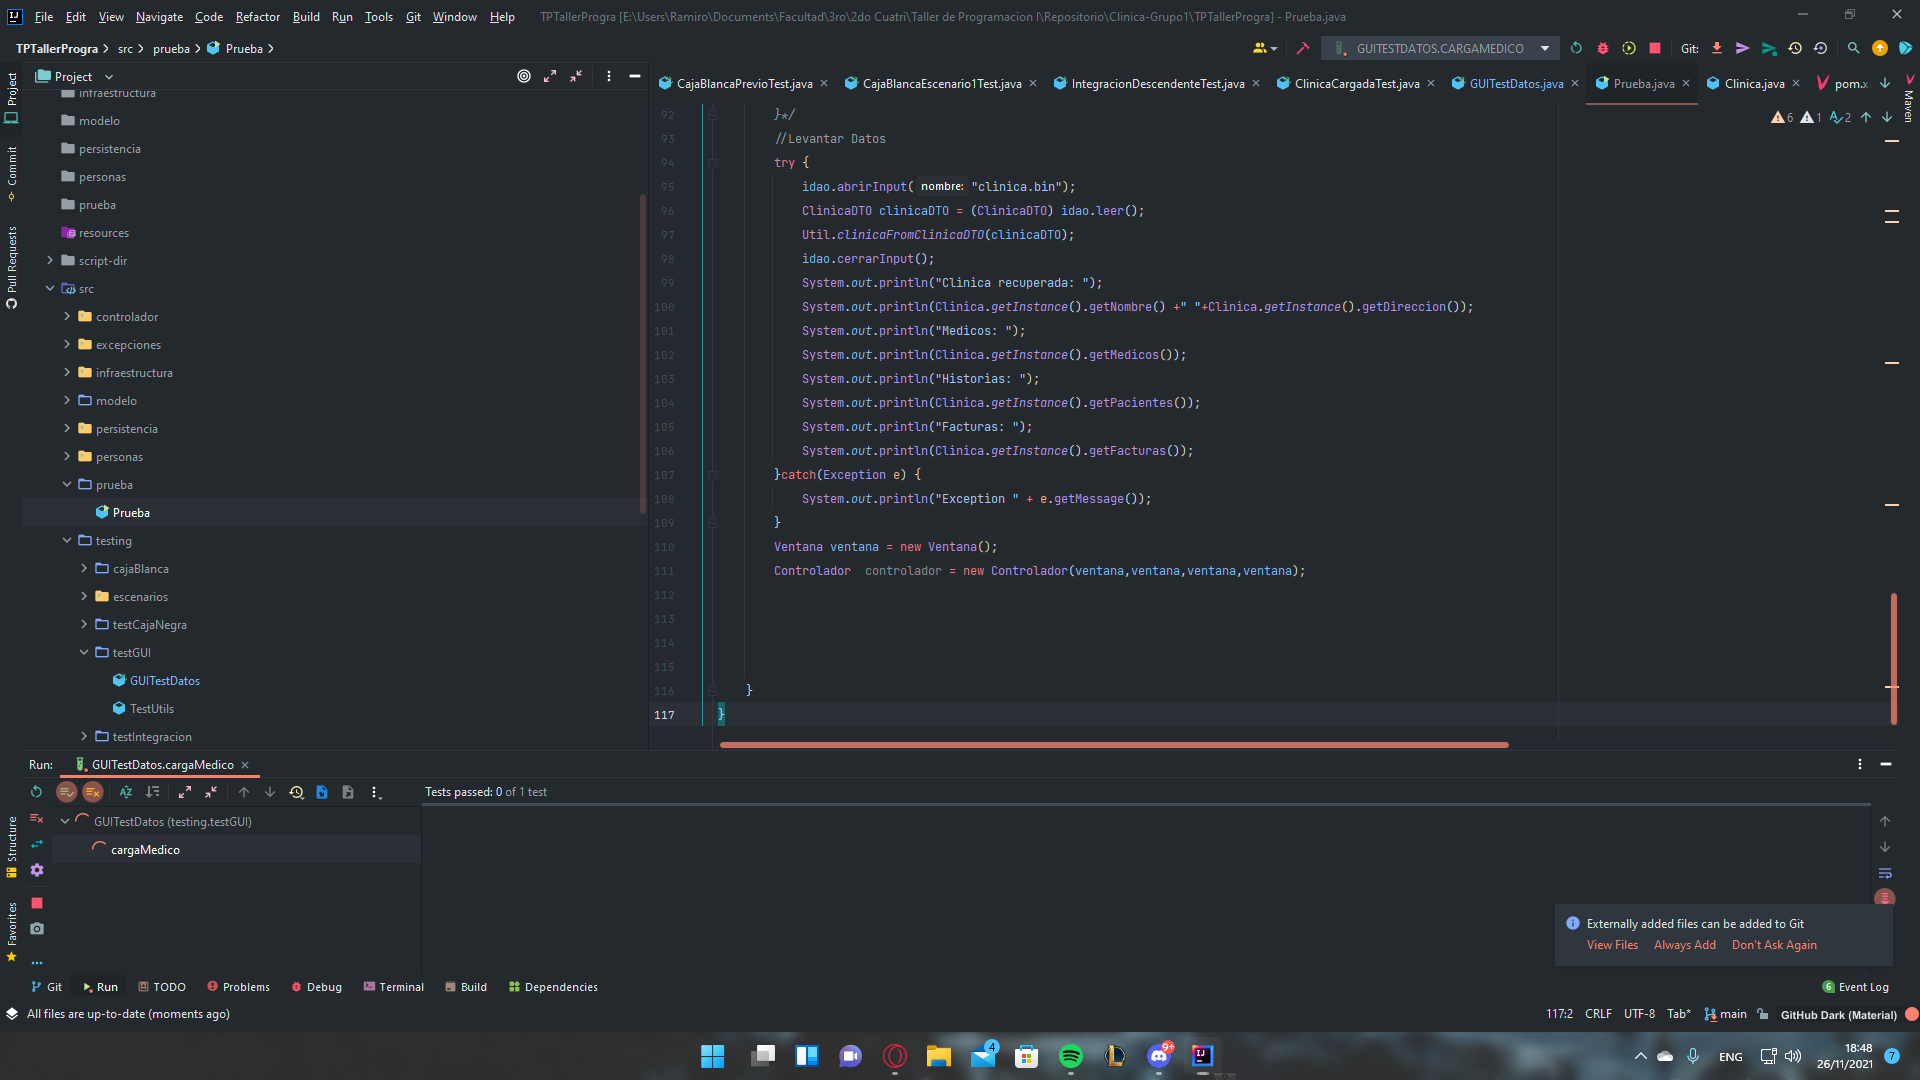 File Edit View Navigate Code Refactor Build Run Tools Git Window Help TPTallerProgra [E:\Users\Ramiro\Documents\Facultad\3ro\2do Cuatri\Taller de Programacion I\Repositorio\Clinica-Grupo1\TPTallerProgra] - Prueba.java
TPTallerProgra src prueba Prueba GUITESTDATOS.CARGAMEDICO Git:
Project
CajaBlancaPrevioTest.java CajaBlancaEscenario1Test.java IntegracionDescendenteTest.java ClinicaCargadaTest.java GUITestDatos.java Prueba.java Clinica.java pom.x
Project
Commit
Pull Requests
Structure
Favorites
Maven
infraestructura
modelo
persistencia
personas
prueba
resources
script-dir
src
controlador
excepciones
infraestructura
modelo
persistencia
personas
prueba
Prueba
testing
cajaBlanca
escenarios
testCajaNegra
testGUI
GUITestDatos
TestUtils
testIntegracion
6 1 2
92 }*/
93 //Levantar Datos
94 try {
95 idao.abrirInput( nombre: "clinica.bin");
96 ClinicaDTO clinicaDTO = (ClinicaDTO) idao.leer();
97 Util.clinicaFromClinicaDTO(clinicaDTO);
98 idao.cerrarInput();
99 System.out.println("Clinica recuperada: ");
100 System.out.println(Clinica.getInstance().getNombre() +" "+Clinica.getInstance().getDireccion());
101 System.out.println("Medicos: ");
102 System.out.println(Clinica.getInstance().getMedicos());
103 System.out.println("Historias: ");
104 System.out.println(Clinica.getInstance().getPacientes());
105 System.out.println("Facturas: ");
106 System.out.println(Clinica.getInstance().getFacturas());
107 }catch(Exception e) {
108 System.out.println("Exception " + e.getMessage());
109 }
110 Ventana ventana = new Ventana();
111 Controlador controlador = new Controlador(ventana,ventana,ventana,ventana);
112
113
114
115
116 }
117 }
Run: GUITestDatos.cargaMedico
Tests passed: 0 of 1 test
GUITestDatos (testing.testGUI)
cargaMedico
Externally added files can be added to Git
View Files Always Add Don't Ask Again
Git Run TODO Problems Debug Terminal Build Dependencies 6 Event Log
All files are up-to-date (moments ago) 117:2 CRLF UTF-8 Tab* main GitHub Dark (Material)
4 9+ ENG 18:48 7
26/11/2021